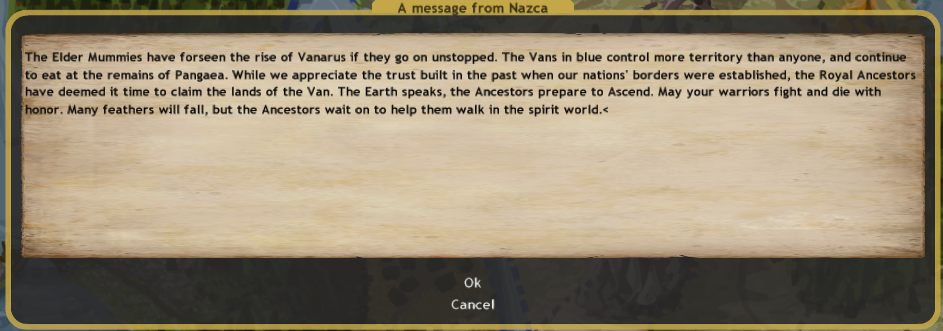 A message from Nazca
The Elder Mummies have forseen the rise of Vanarus if they go on unstopped. The Vans in blue control more territory than anyone, and continue
to eat at the remains of Pangaea. While we appreciate the trust built in the past when our nations' borders were established, the Royal Ancestors
have deemed it time to claim the lands of the Van. The Earth speaks, the Ancestors prepare to Ascend. May your warriors fight and die with
honor. Many feathers will fall, but the Ancestors wait on to help them walk in the spirit world.<
Ok
Cancel